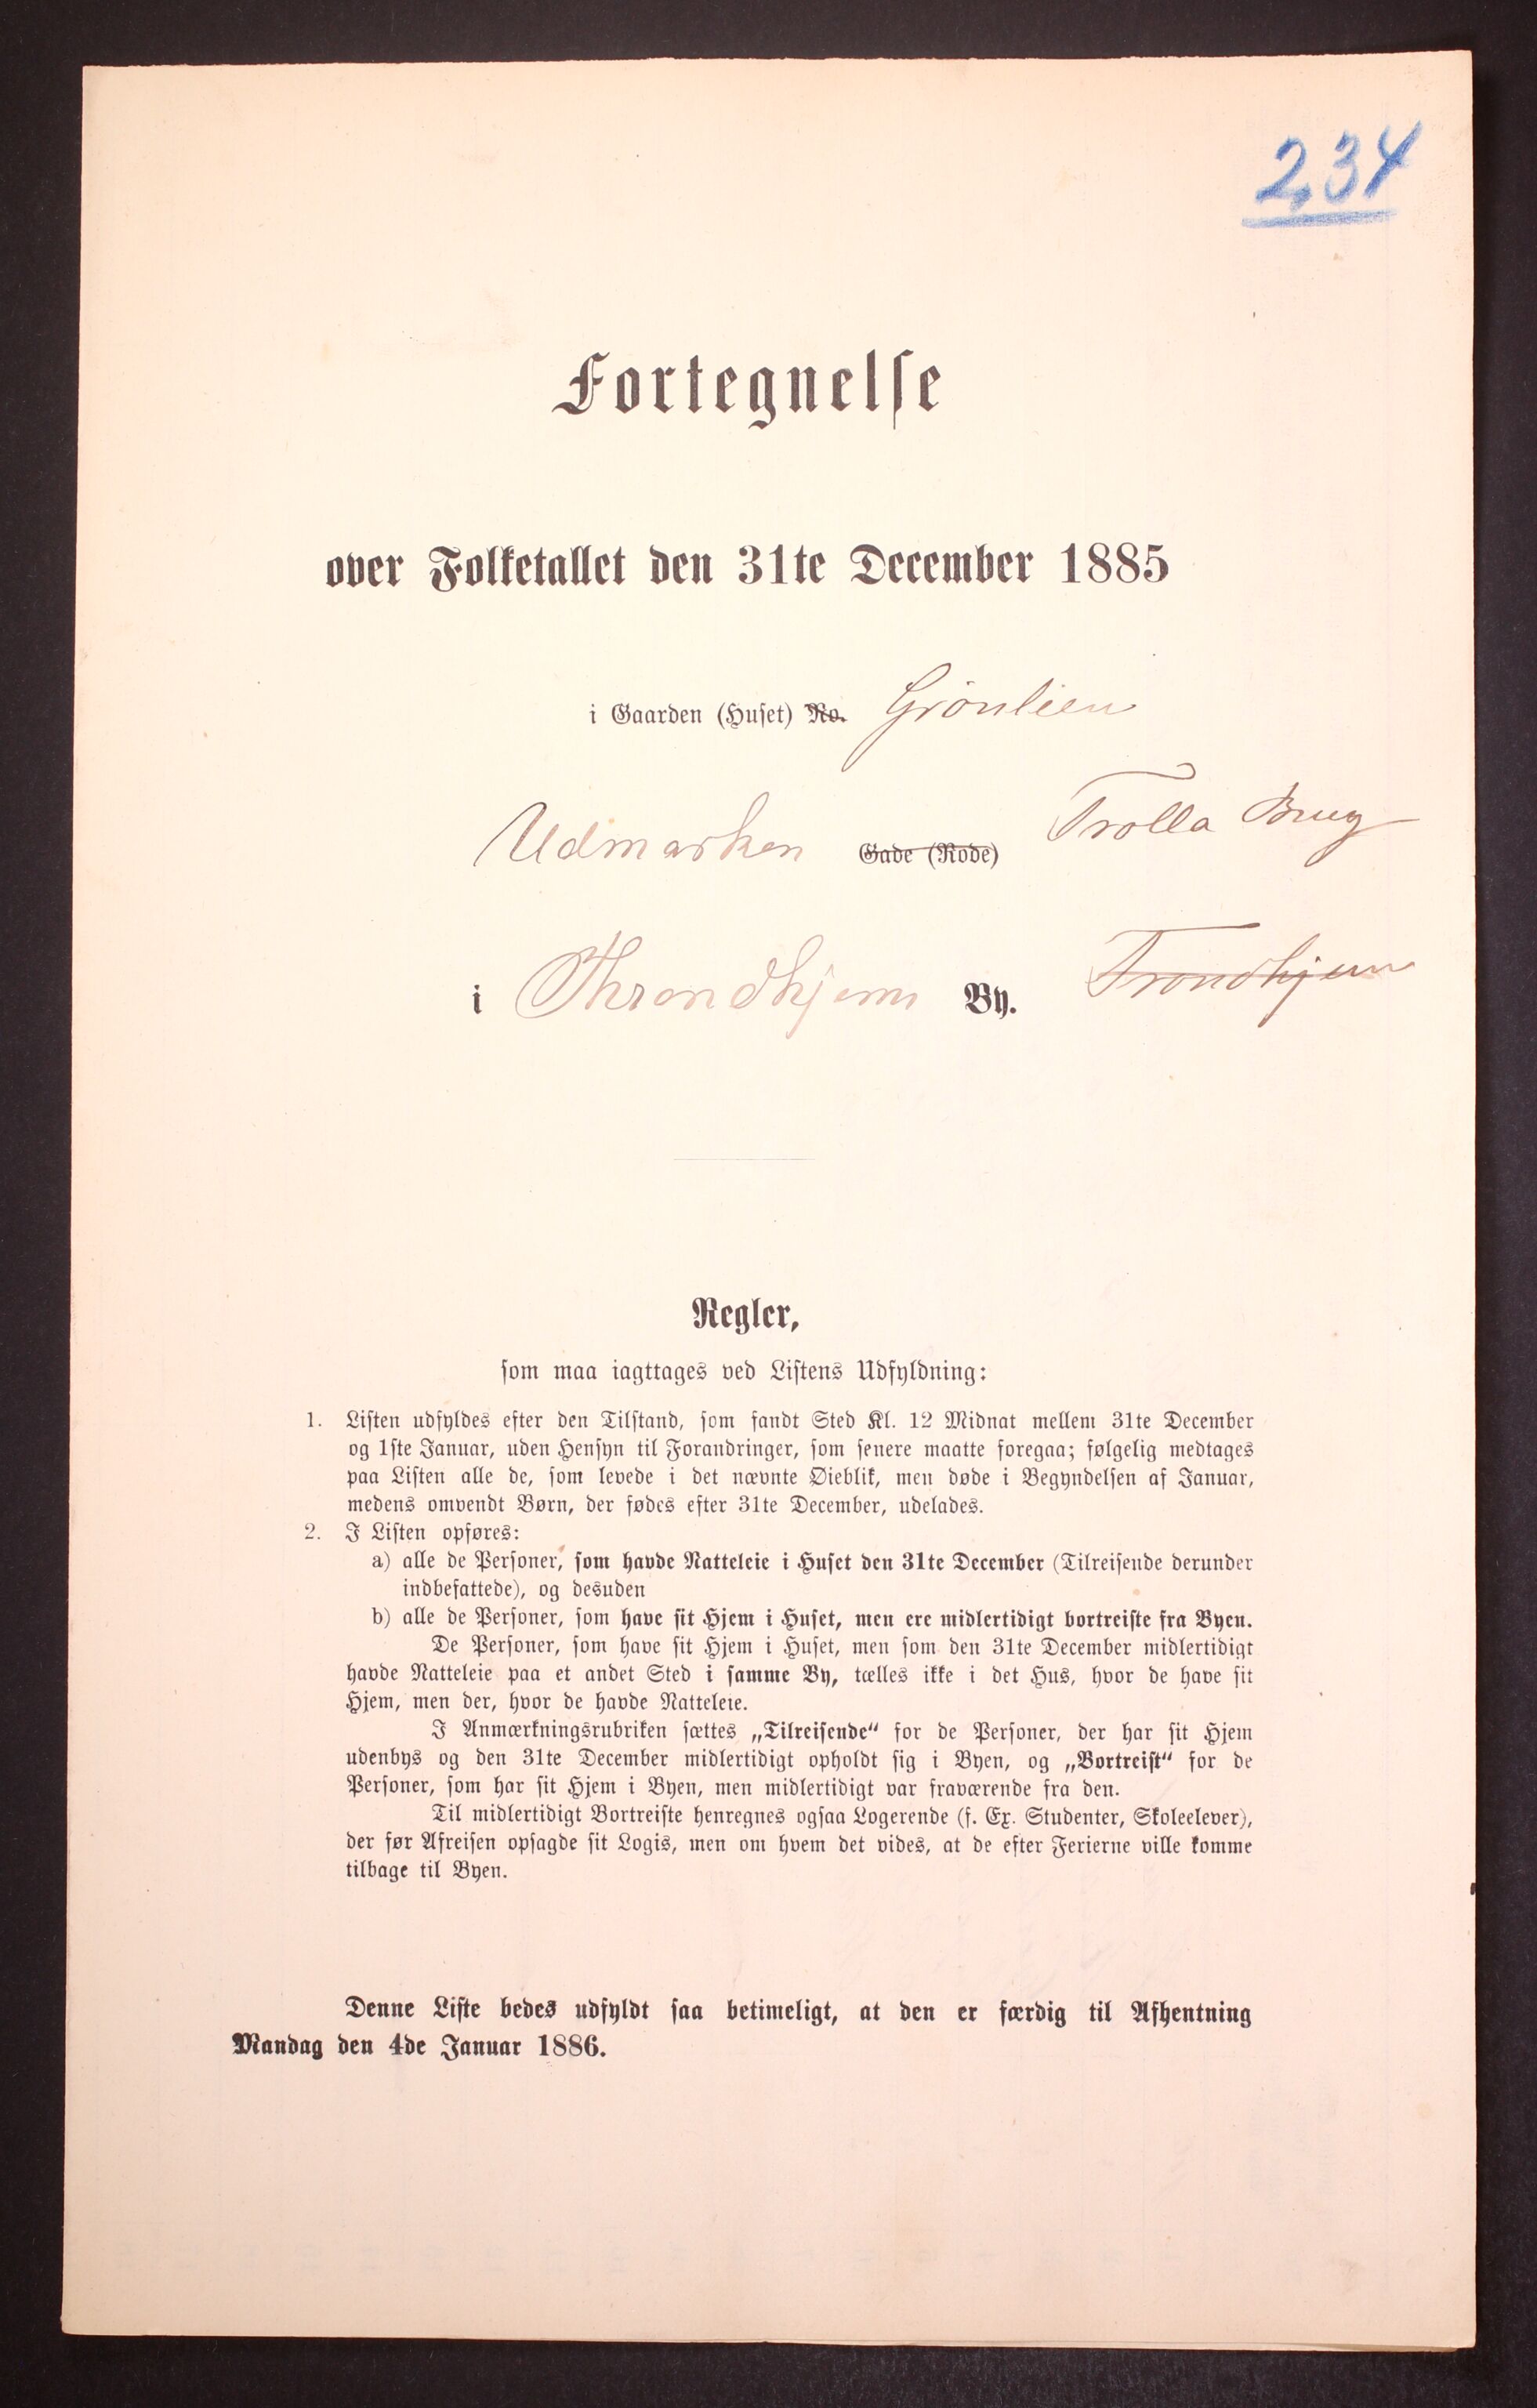 234
Fortegnelse
over Folketallet den 31te December 1885
i Gaarden (Huset) No. Grönlien
Udmarken Gade (Rode) Trolla Brug
i Throndhjems By. Trondhjem
Regler,
som maa iagttages ved Listens Udfyldning:
1. Listen udfyldes efter den Tilstand, som fandt Sted Kl. 12 Midnat mellem 31te December
og 1ste Januar, uden Hensyn til Forandringer, som senere maatte foregaa; følgelig medtages
paa Listen alle de, som levede i det nævnte Øieblik, men døde i Begyndelsen af Januar,
medens omvendt Børn, der fødes efter 31te December, udelades.
2. I Listen opføres:
a) alle de Personer, som havde Natteleie i Huset den 31te December (Tilreisende derunder
indbefattede), og desuden
b) alle de Personer, som have sit Hjem i Huset, men ere midlertidigt bortreiste fra Byen.
De Personer, som have sit Hjem i Huset, men som den 31te December midlertidigt
havde Natteleie paa et andet Sted i samme By, tælles ikke i det Hus, hvor de have sit
Hjem, men der, hvor de havde Natteleie.
I Anmærkningsrubriken sættes „Tilreisende“ for de Personer, der har sit Hjem
udenbys og den 31te December midlertidigt opholdt sig i Byen, og „Bortreist“ for de
Personer, som har sit Hjem i Byen, men midlertidigt var fraværende fra den.
Til midlertidigt Bortreiste henregnes ogsaa Logerende (f. Ex. Studenter, Skoleelever),
der før Afreisen opsagde sit Logis, men om hvem det vides, at de efter Ferierne ville komme
tilbage til Byen.
Denne Liste bedes udfyldt saa betimeligt, at den er færdig til Afhentning
Mandag den 4de Januar 1886.